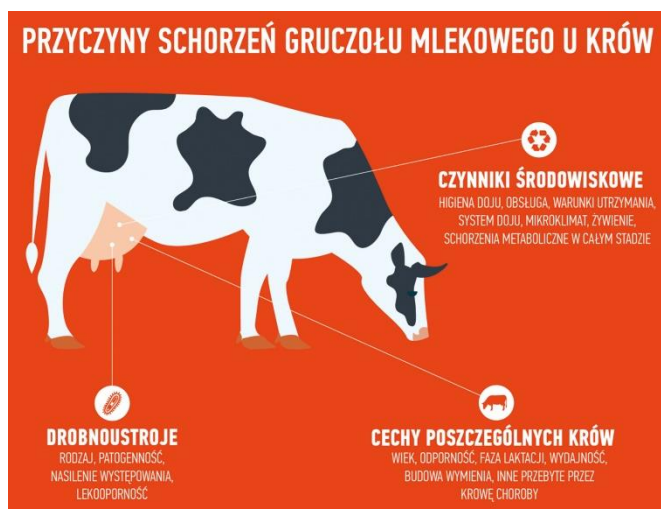 PRZYCZYNY SCHORZEŃ GRUCZOŁU MLEKOWEGO U KRÓW
CZYNNIKI ŚRODOWISKOWE
HIGIENA DOJU, OBSŁUGA, WARUNKI UTRZYMANIA,
SYSTEM DOJU, MIKROKLIMAT, ŻYWIENIE,
SCHORZENIA METABOLICZNE W CAŁYM STADZIE
DROBNOUSTROJE
RODZAJ, PATOGENNOŚĆ,
NASILENIE WYSTĘPOWANIA,
LEKOOPORNOŚĆ
CECHY POSZCZEGÓLNYCH KRÓW
WIEK, ODPORNOŚĆ, FAZA LAKTACJI, WYDAJNOŚĆ,
BUDOWA WYMIENIA, INNE PRZEBYTE PRZEZ
KROWĘ CHOROBY